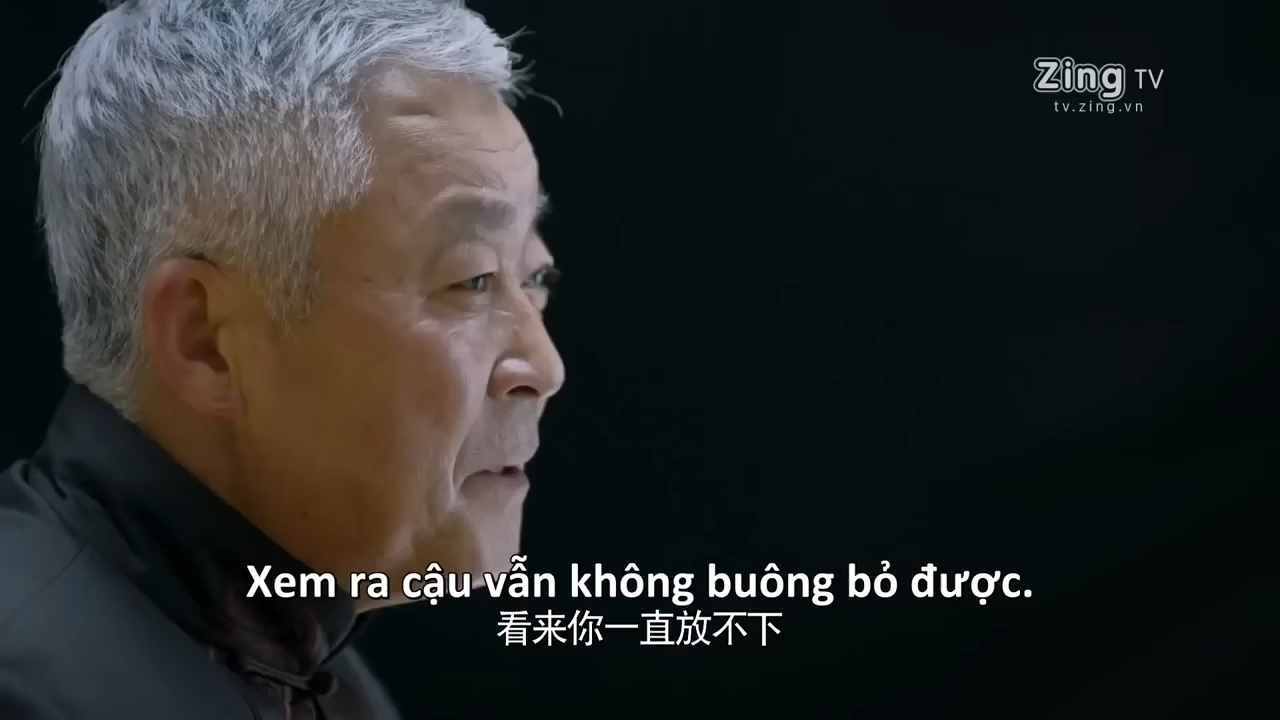 Zing TV
tv.zing.vn
Xem ra cậu vẫn không buông bỏ được.
看来你一直放不下